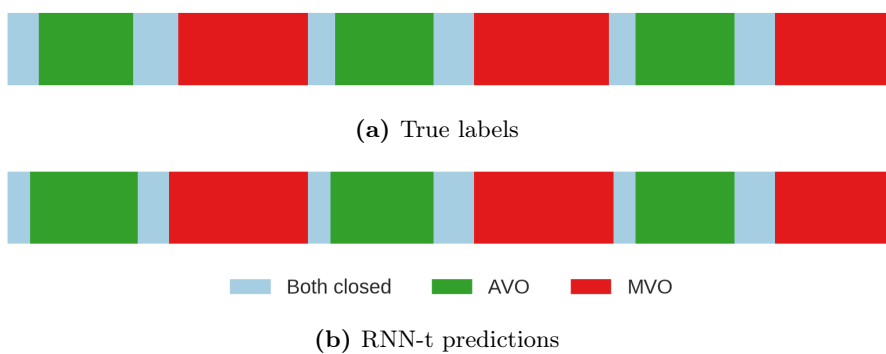 (a) True labels
Both closed AVO MVO
(b) RNN-t predictions